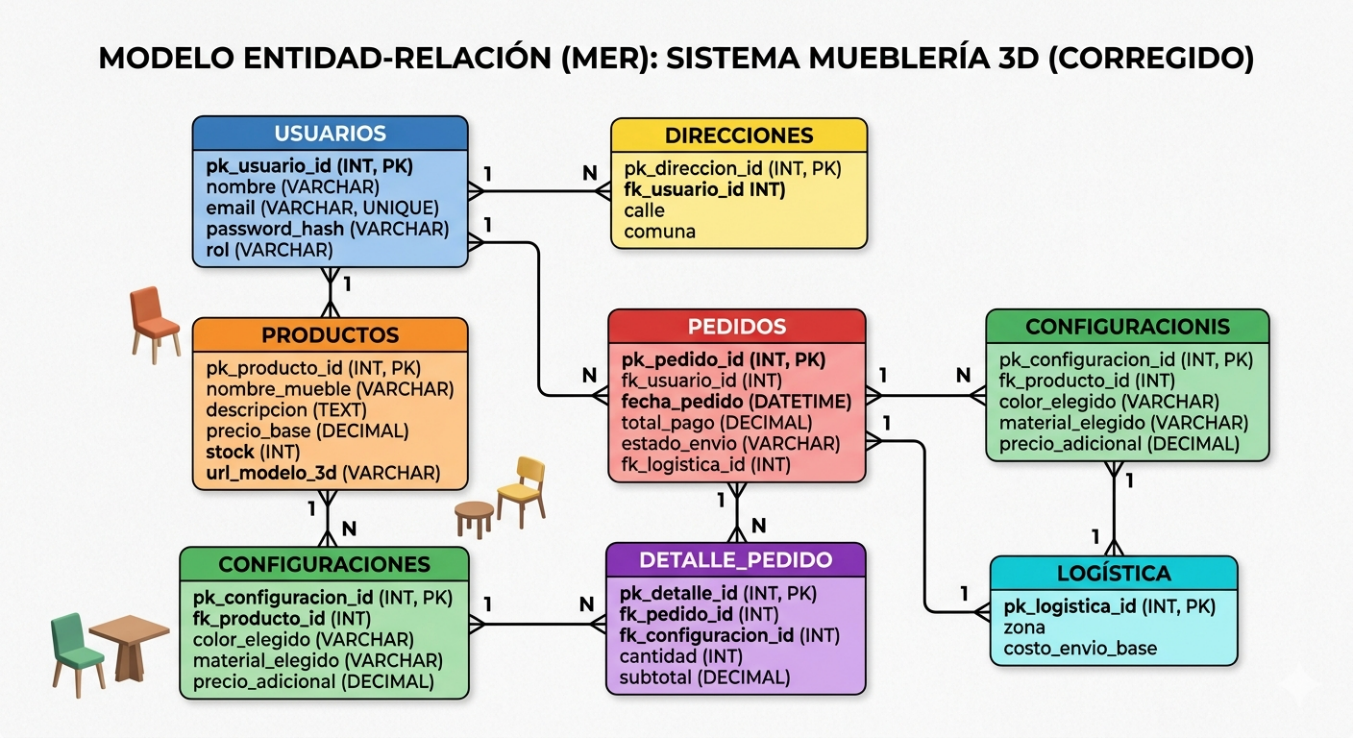 MODELO ENTIDAD-RELACIÓN (MER): SISTEMA MUEBLERÍA 3D (CORREGIDO)
USUARIOS
pk_usuario_id (INT, PK)
nombre (VARCHAR)
email (VARCHAR, UNIQUE)
password_hash (VARCHAR)
rol (VARCHAR)
1
N
1
1
DIRECCIONES
pk_direccion_id (INT, PK)
fk_usuario_id INT)
calle
comuna
PRODUCTOS
pk_producto_id (INT, PK)
nombre_mueble (VARCHAR)
descripcion (TEXT)
precio_base (DECIMAL)
stock (INT)
url_modelo_3d (VARCHAR)
1
N
N
PEDIDOS
pk_pedido_id (INT, PK)
fk_usuario_id (INT)
fecha_pedido (DATETIME)
total_pago (DECIMAL)
estado_envio (VARCHAR)
fk_logistica_id (INT)
1
N
1
1
N
CONFIGURACIONIS
pk_configuracion_id (INT, PK)
fk_producto_id (INT)
color_elegido (VARCHAR)
material_elegido (VARCHAR)
precio_adicional (DECIMAL)
1
1
CONFIGURACIONES
pk_configuracion_id (INT, PK)
fk_producto_id (INT)
color_elegido (VARCHAR)
material_elegido (VARCHAR)
precio_adicional (DECIMAL)
1
N
DETALLE_PEDIDO
pk_detalle_id (INT, PK)
fk_pedido_id (INT)
fk_configuracion_id (INT)
cantidad (INT)
subtotal (DECIMAL)
1
LOGÍSTICA
pk_logistica_id (INT, PK)
zona
costo_envio_base